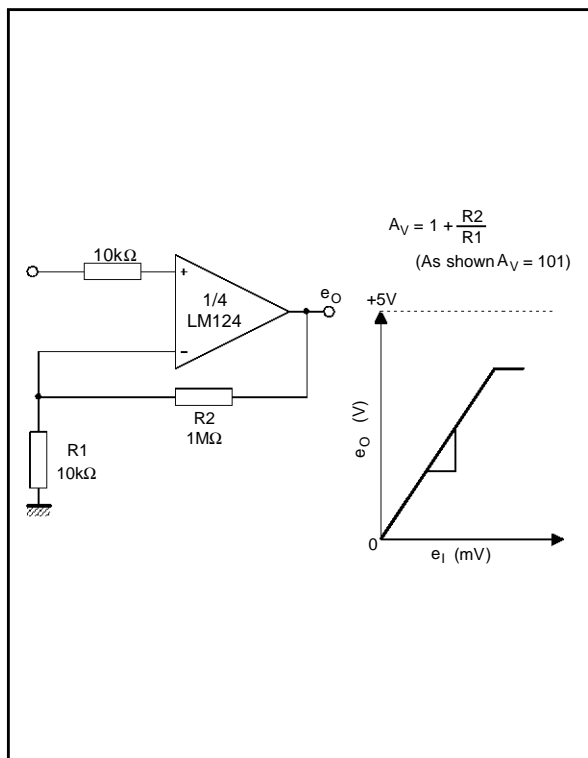 10kΩ
+
1/4
LM124
-
e_O
R2
1MΩ
R1
10kΩ
A_V = 1 + R2/R1
(As shown A_V = 101)
+5V
e_O (V)
0
e_I (mV)